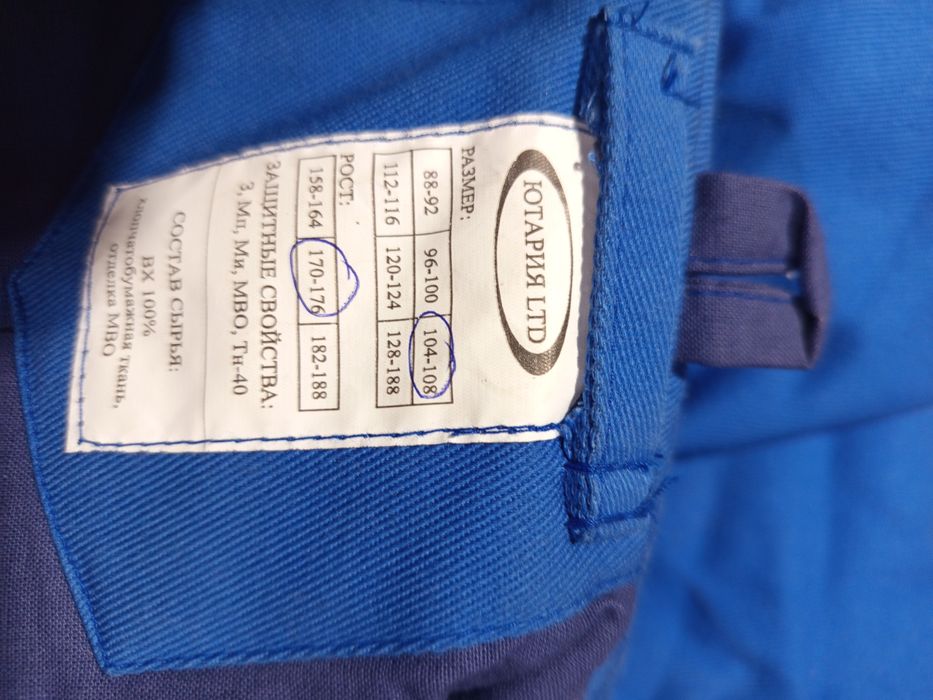 ЮТАРИЯ LTD
РАЗМЕР:
88-92 96-100 104-108
112-116 120-124 128-188
РОСТ:
158-164 170-176 182-188
ЗАЩИТНЫЕ СВОЙСТВА:
З, Мп, Ми, МВО, Тн-40
СОСТАВ СЫРЬЯ:
ВХ 100%
хлопчатобумажная ткань,
отделка МВО